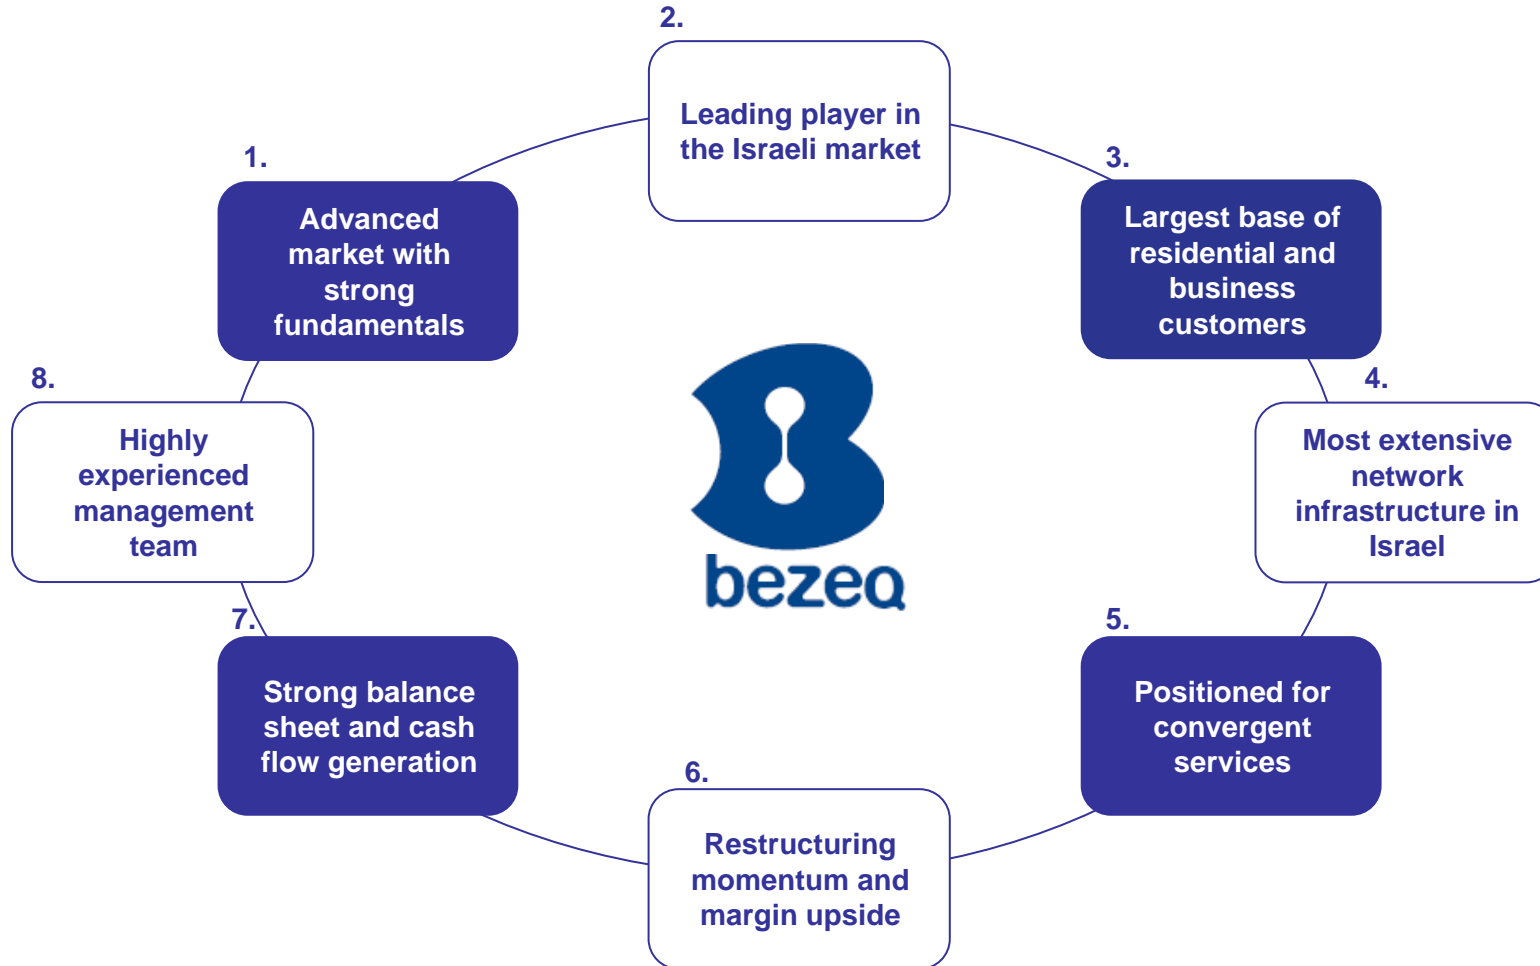 1.
Advanced
market with
strong
fundamentals
2.
Leading player in
the Israeli market
3.
Largest base of
residential and
business
customers
4.
Most extensive
network
infrastructure in
Israel
5.
Positioned for
convergent
services
6.
Restructuring
momentum and
margin upside
7.
Strong balance
sheet and cash
flow generation
8.
Highly
experienced
management
team
bezeq